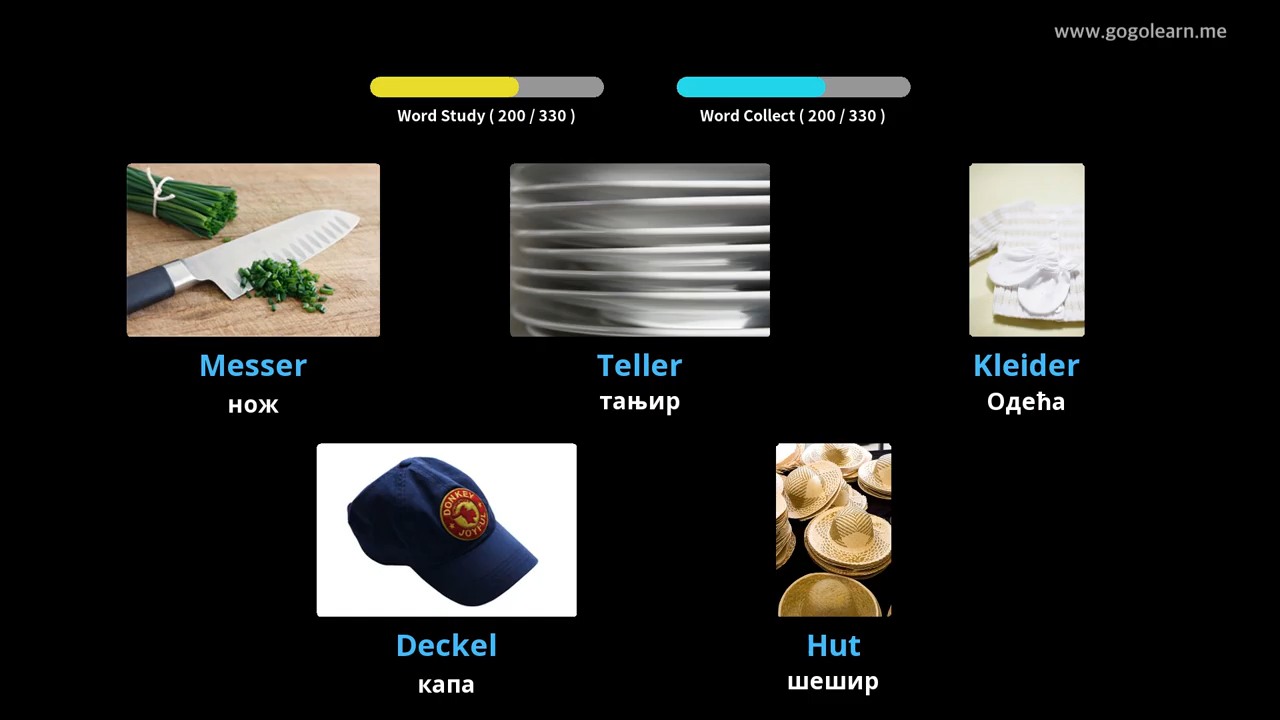 www.gogolearn.me
Word Study ( 200 / 330 )
Word Collect ( 200 / 330 )
Messer
нож
Teller
тањир
Kleider
Одећа
DONKEY
JOYFUL
Deckel
капа
Hut
шешир